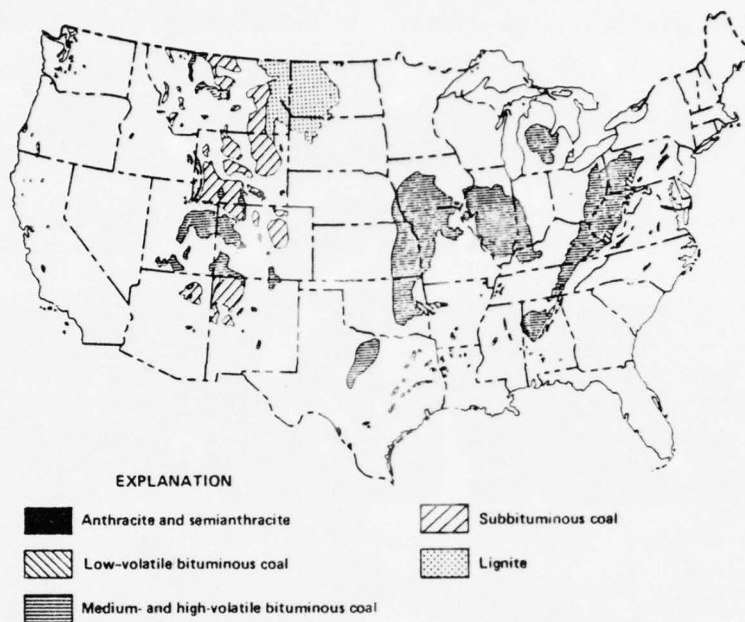 EXPLANATION
Anthracite and semianthracite
Low-volatile bituminous coal
Medium- and high-volatile bituminous coal
Subbituminous coal
Lignite